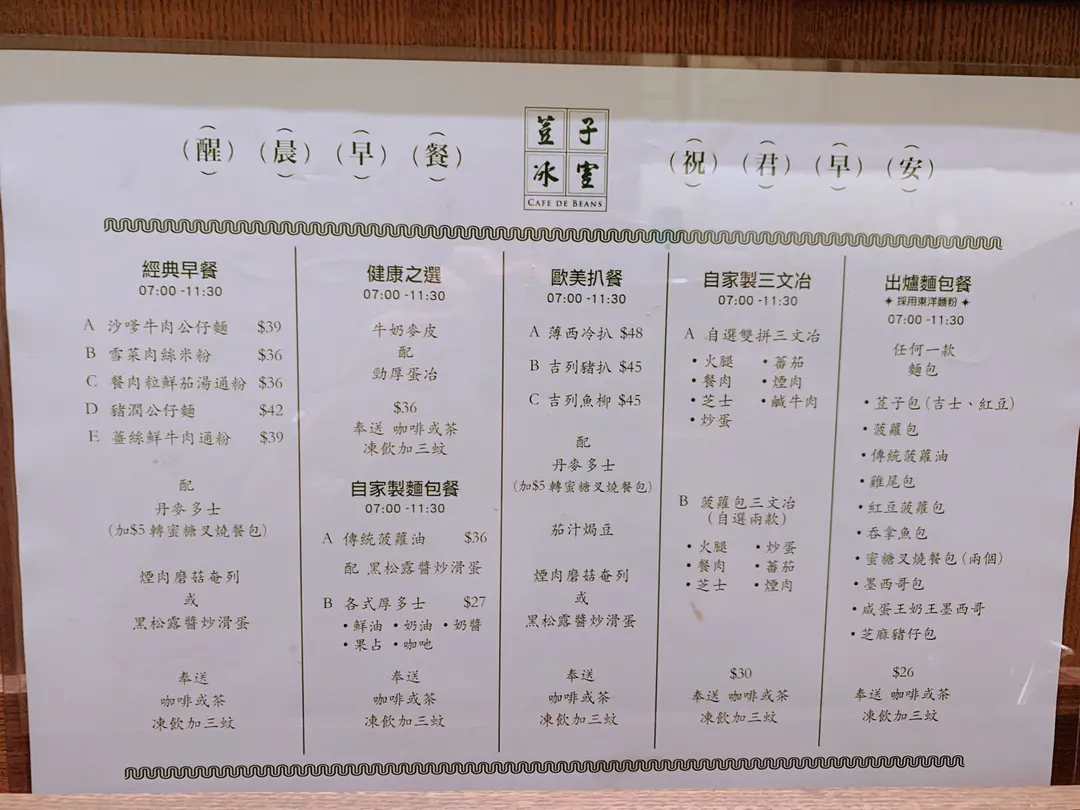 (醒) (晨) (早) (餐)
荳子
冰室
CAFE DE BEANS
(祝) (君) (早) (安)
經典早餐
07:00 -11:30
A 沙嗲牛肉公仔麵 $39
B 雪菜肉絲米粉 $36
C 餐肉粒鮮茄湯通粉 $36
D 豬潤公仔麵 $42
E 薑絲鮮牛肉通粉 $39
配
丹麥多士
(加$5 轉蜜糖叉燒餐包)
煙肉磨菇奄列
或
黑松露醬炒滑蛋
奉送
咖啡或茶
凍飲加三蚊
健康之選
07:00 -11:30
牛奶麥皮
配
勁厚蛋治
$36
奉送 咖啡或茶
凍飲加三蚊
自家製麵包餐
07:00 -11:30
A 傳統菠蘿油 $36
配 黑松露醬炒滑蛋
B 各式厚多士 $27
•鮮油 •奶油 •奶醬
•果占 •咖吔
奉送
咖啡或茶
凍飲加三蚊
歐美扒餐
07:00 -11:30
A 薄西冷扒 $48
B 吉列豬扒 $45
C 吉列魚柳 $45
配
丹麥多士
(加$5 轉蜜糖叉燒餐包)
茄汁焗豆
煙肉磨菇奄列
或
黑松露醬炒滑蛋
奉送
咖啡或茶
凍飲加三蚊
自家製三文冶
07:00 -11:30
A 自選雙拼三文冶
•火腿 •蕃茄
•餐肉 •煙肉
•芝士 •鹹牛肉
•炒蛋
B 菠蘿包三文冶
(自選兩款)
•火腿 •炒蛋
•餐肉 •蕃茄
•芝士 •煙肉
$30
奉送 咖啡或茶
凍飲加三蚊
出爐麵包餐
✦ 採用東洋麵粉 ✦
07:00 -11:30
任何一款
麵包
•荳子包 (吉士、紅豆)
•菠蘿包
•傳統菠蘿油
•雞尾包
•紅豆菠蘿包
•吞拿魚包
•蜜糖叉燒餐包 (兩個)
•墨西哥包
•咸蛋王奶王墨西哥
•芝麻豬仔包
$26
奉送 咖啡或茶
凍飲加三蚊